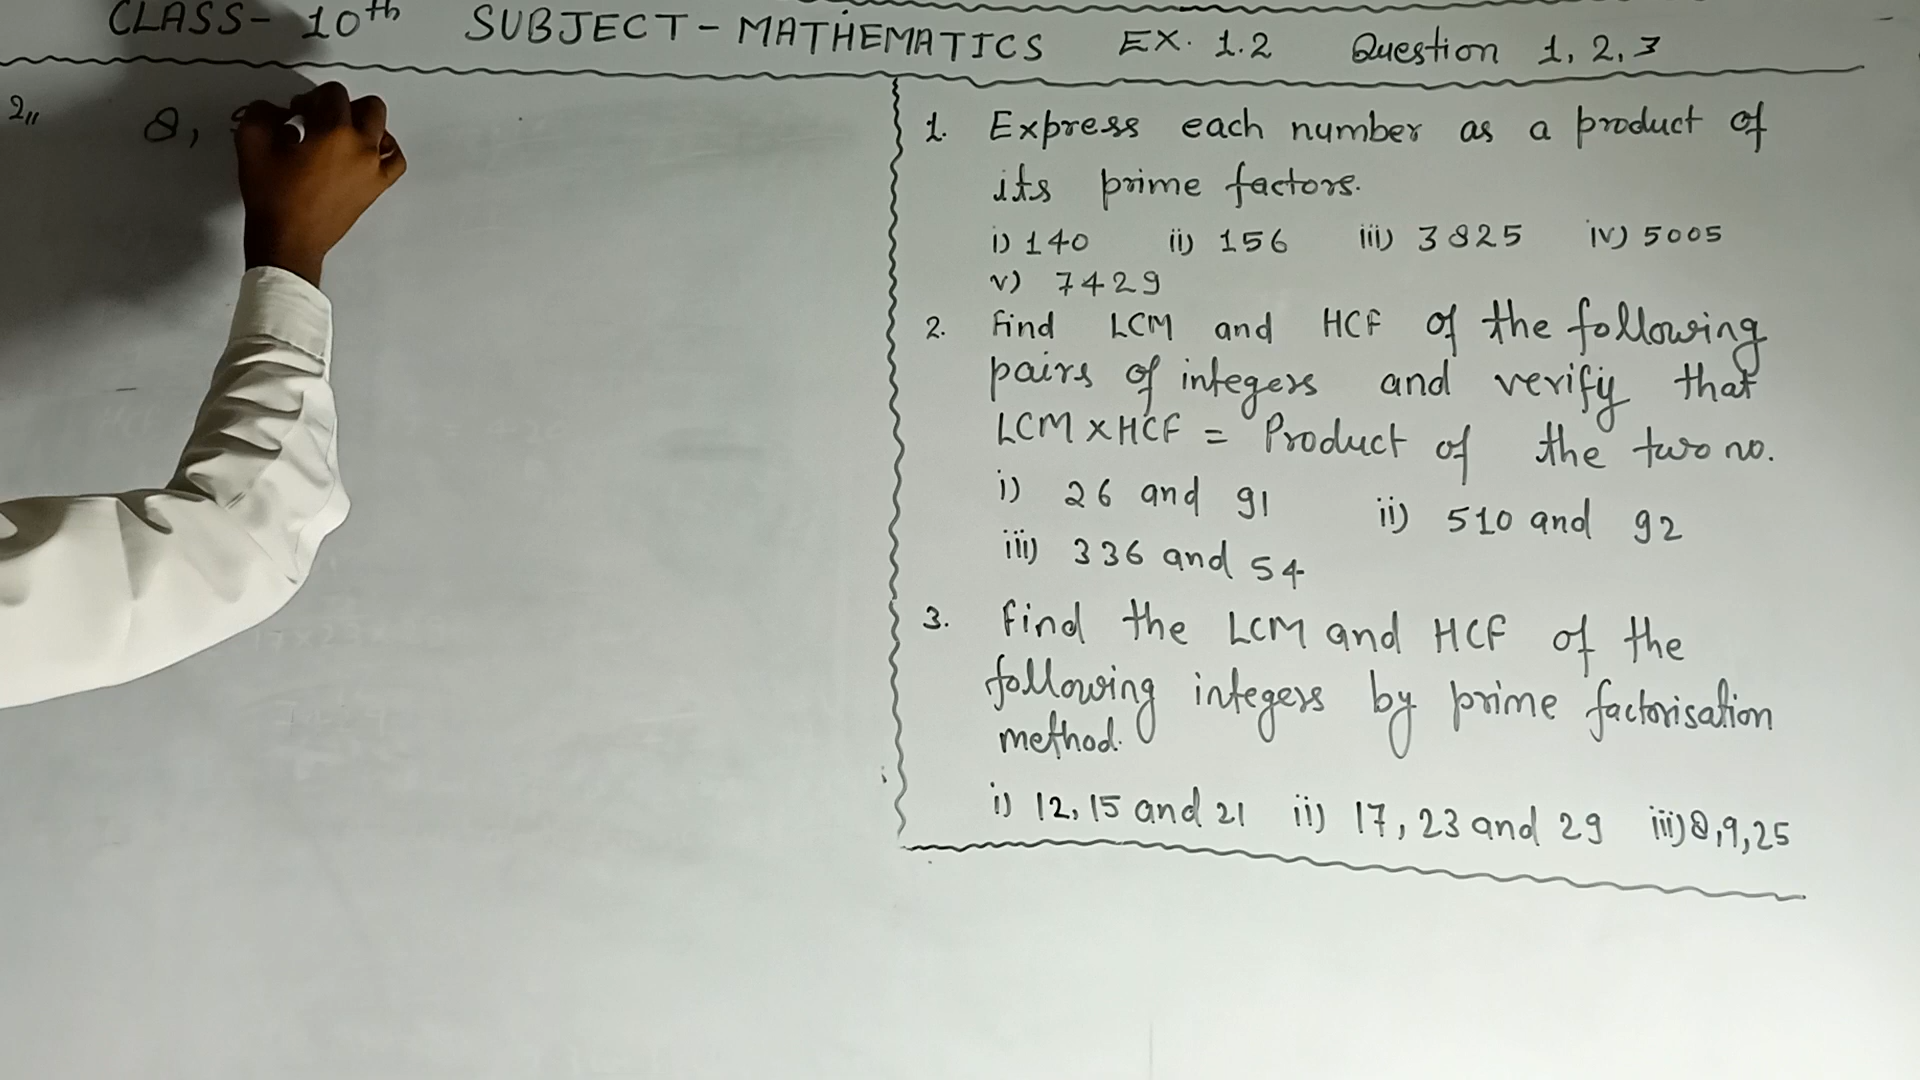 CLASS- 10th SUBJECT - MATHEMATICS EX. 1.2 Question 1, 2, 3
2,,
8,
1. Express each number as a product of
its prime factors.
i) 140 ii) 156 iii) 3825 iv) 5005
v) 7429
2. Find LCM and HCF of the following
pairs of integers and verify that
LCM x HCF = Product of the two no.
i) 26 and 91 ii) 510 and 92
iii) 336 and 54
3. Find the LCM and HCF of the
following integers by prime factorisation
method.
i) 12, 15 and 21 ii) 17, 23 and 29 iii) 8, 9, 25